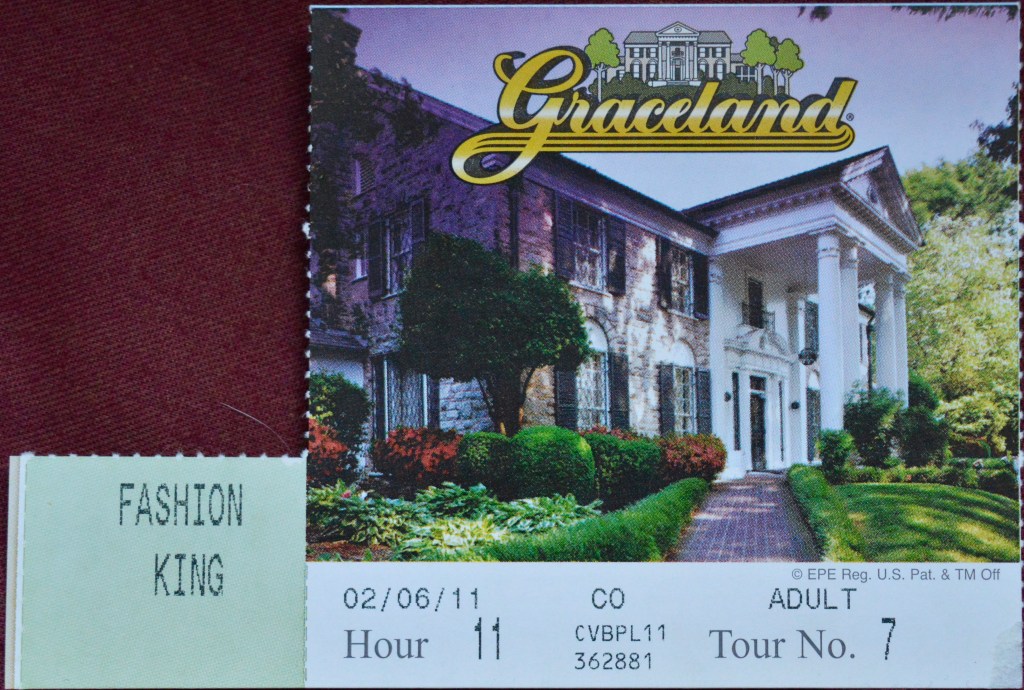 Graceland®
FASHION
KING
© EPE Reg. U.S. Pat. & TM Off
02/06/11 CO ADULT
Hour 11 CVBPL11 Tour No. 7
362881